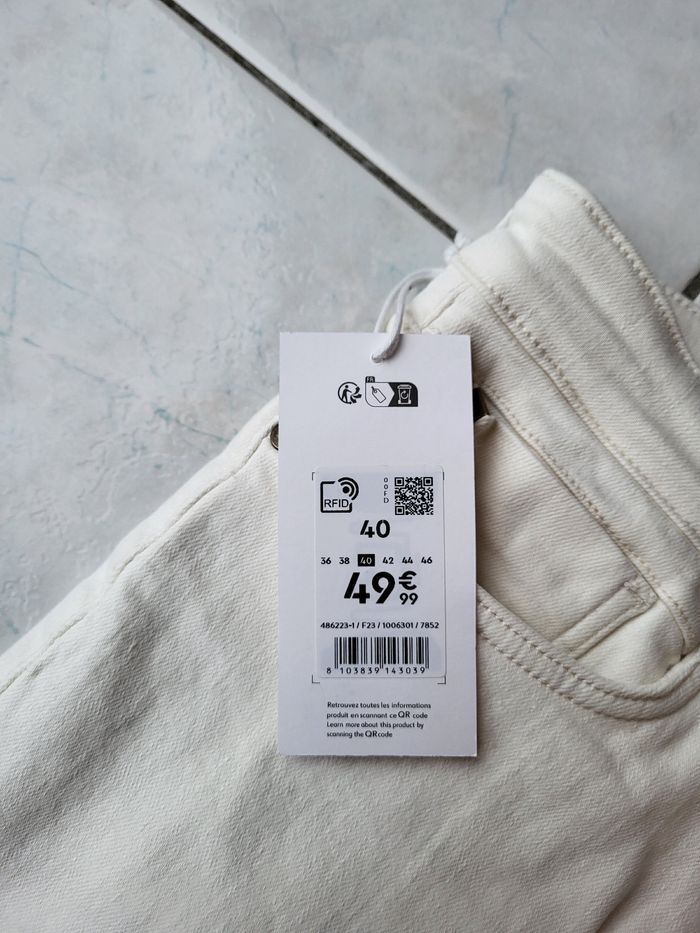 FR
RFID
00FD
40
36 38 40 42 44 46
49€99
486223-1 / F23 / 1006301 / 7852
8 103839 143039
Retrouvez toutes les informations
produit en scannant ce QR code
Learn more about this product by
scanning the QR code